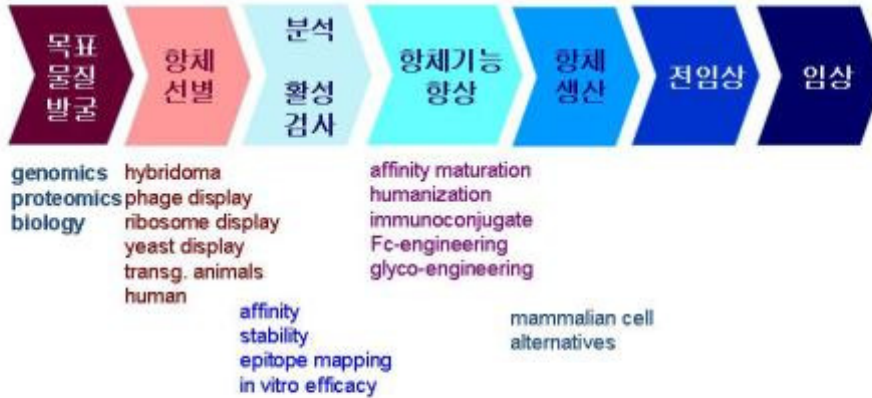 목표
물질
발굴
항체
선별
분석
활성
검사
항체기능
향상
항체
생산
전임상
임상
genomics
proteomics
biology
hybridoma
phage display
ribosome display
yeast display
transg. animals
human
affinity
stability
epitope mapping
in vitro efficacy
affinity maturation
humanization
immunoconjugate
Fc-engineering
glyco-engineering
mammalian cell
alternatives